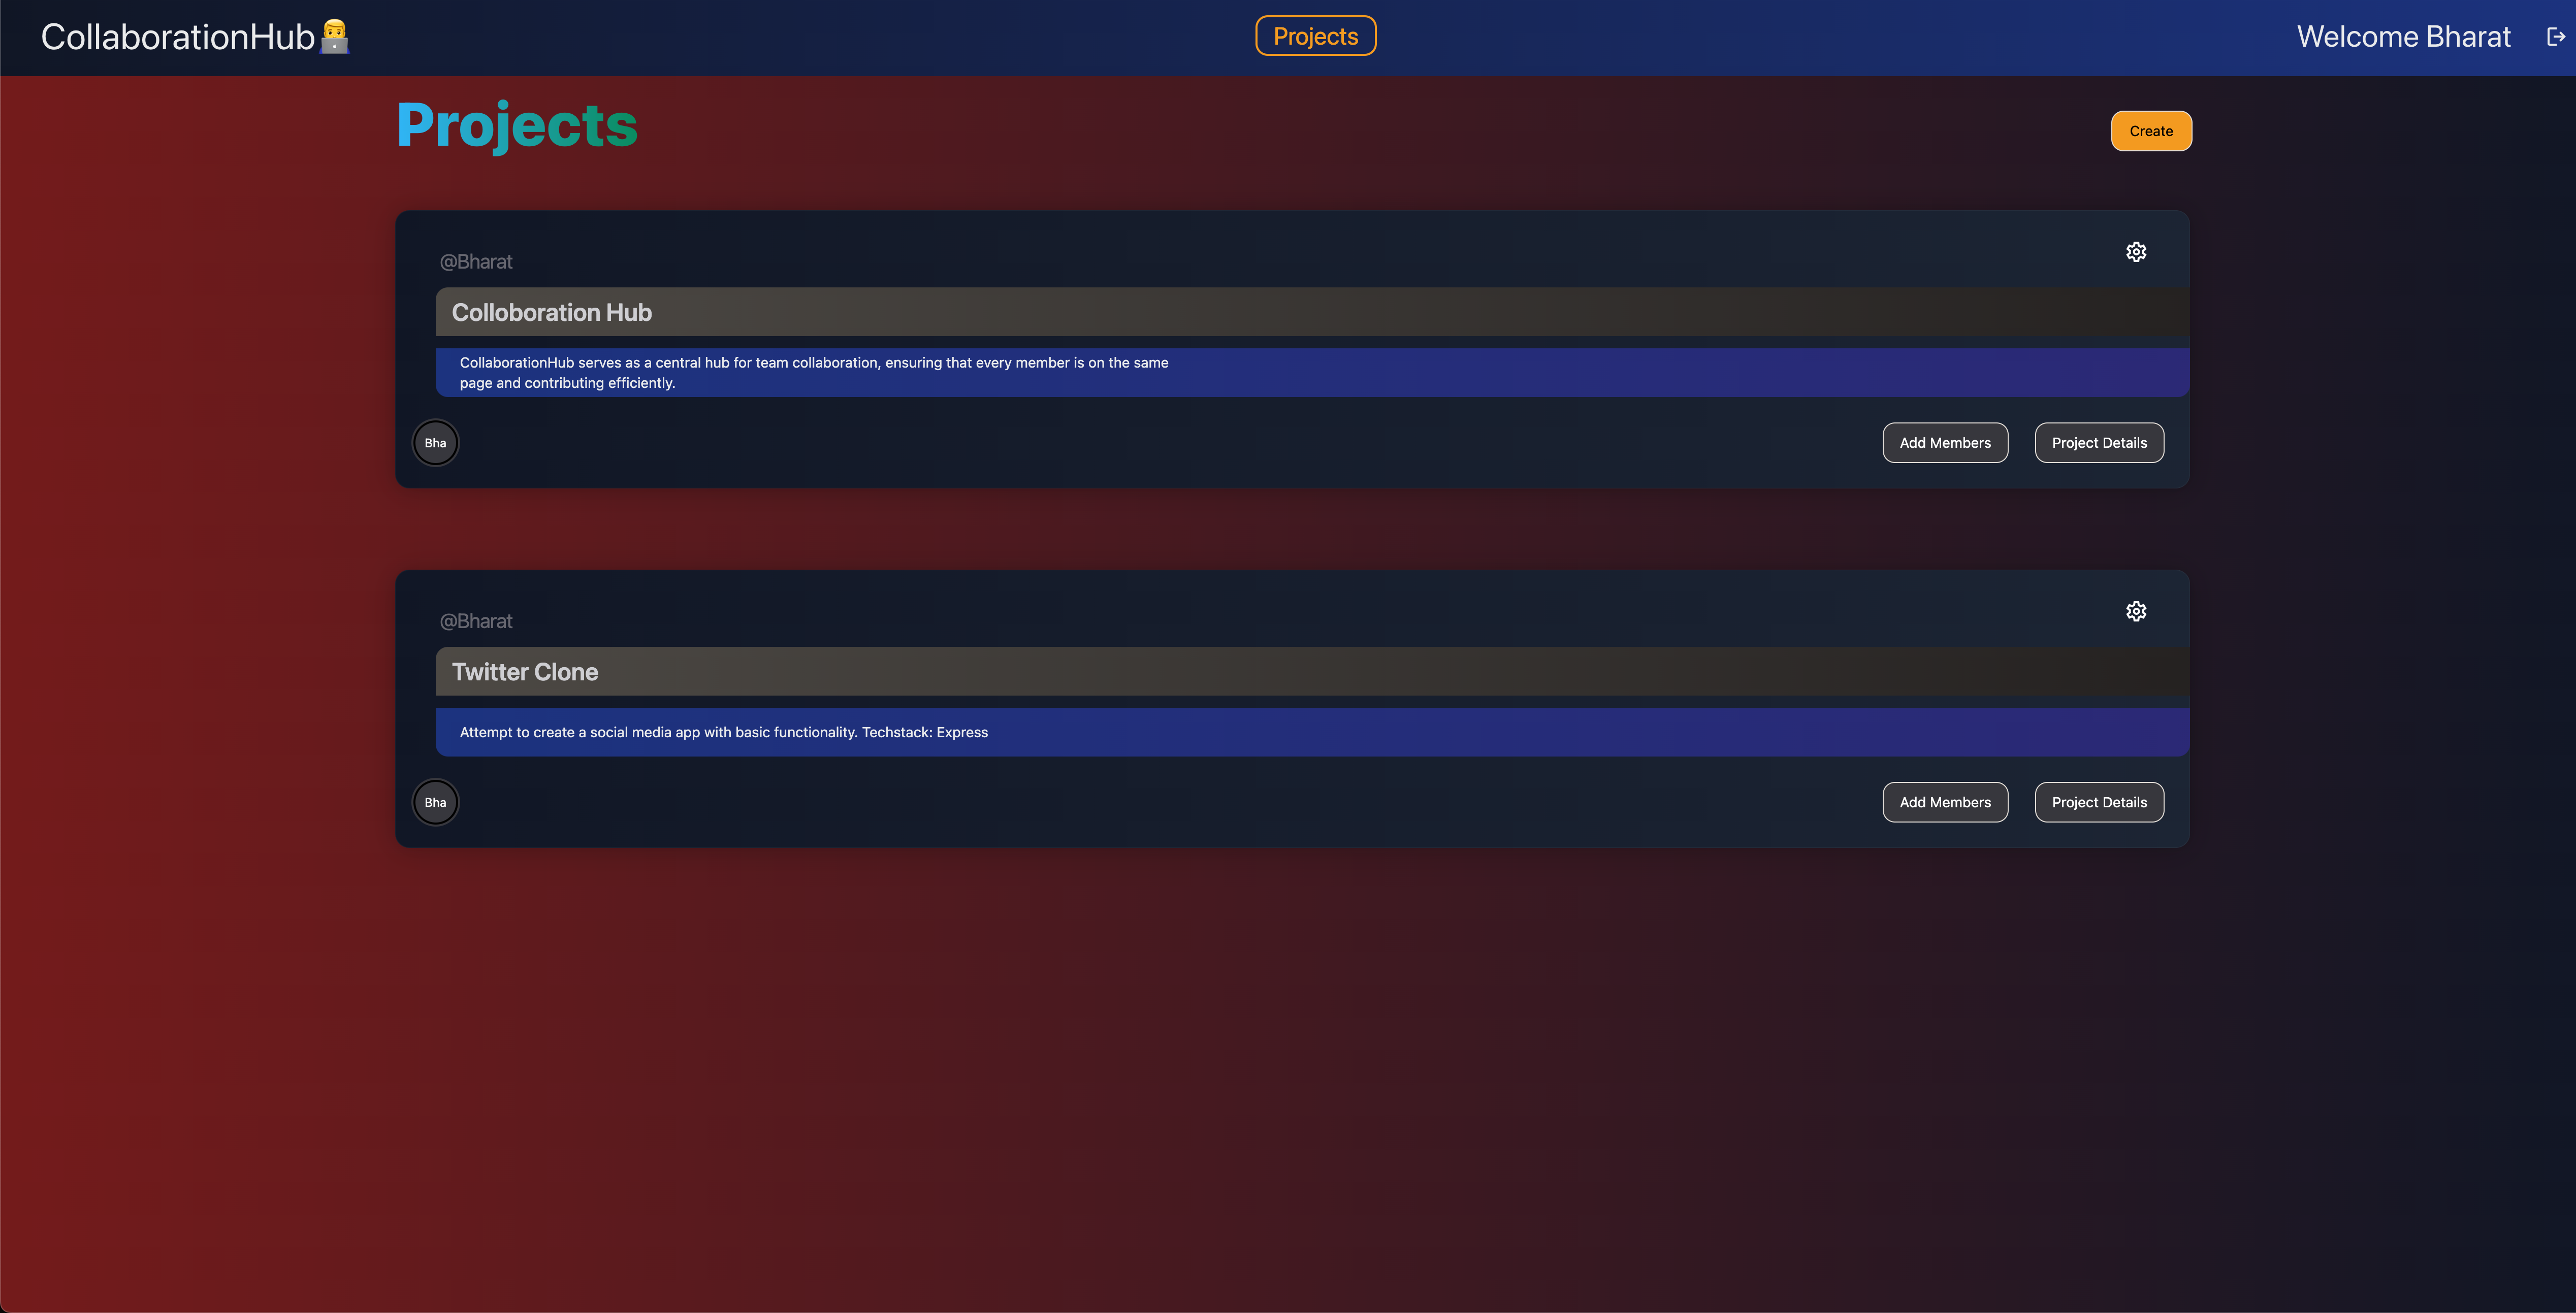 CollaborationHub👨‍💻
Projects
Welcome Bharat
Projects
Create
@Bharat
Colloboration Hub
CollaborationHub serves as a central hub for team collaboration, ensuring that every member is on the same
page and contributing efficiently.
Bha
Add Members
Project Details
@Bharat
Twitter Clone
Attempt to create a social media app with basic functionality. Techstack: Express
Bha
Add Members
Project Details